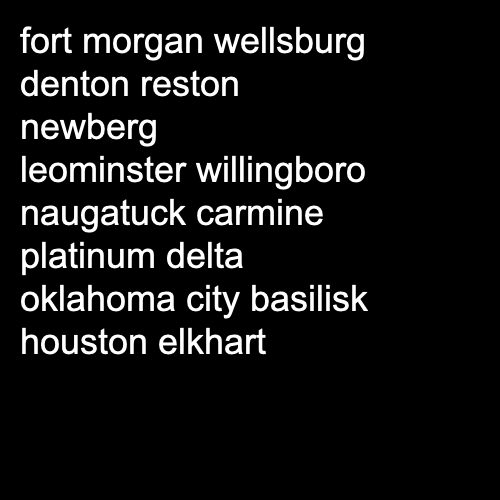 fort morgan wellsburg
denton reston
newberg
leominster willingboro
naugatuck carmine
platinum delta
oklahoma city basilisk
houston elkhart